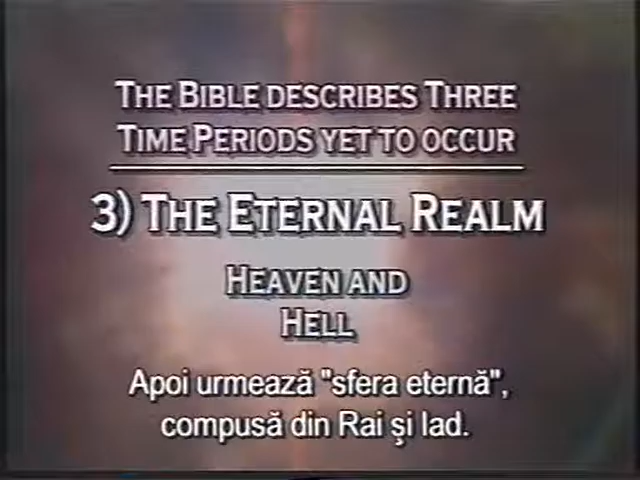 THE BIBLE DESCRIBES THREE
TIME PERIODS YET TO OCCUR
3) THE ETERNAL REALM
HEAVEN AND
HELL
Apoi urmează "sfera eternă",
compusă din Rai şi Iad.